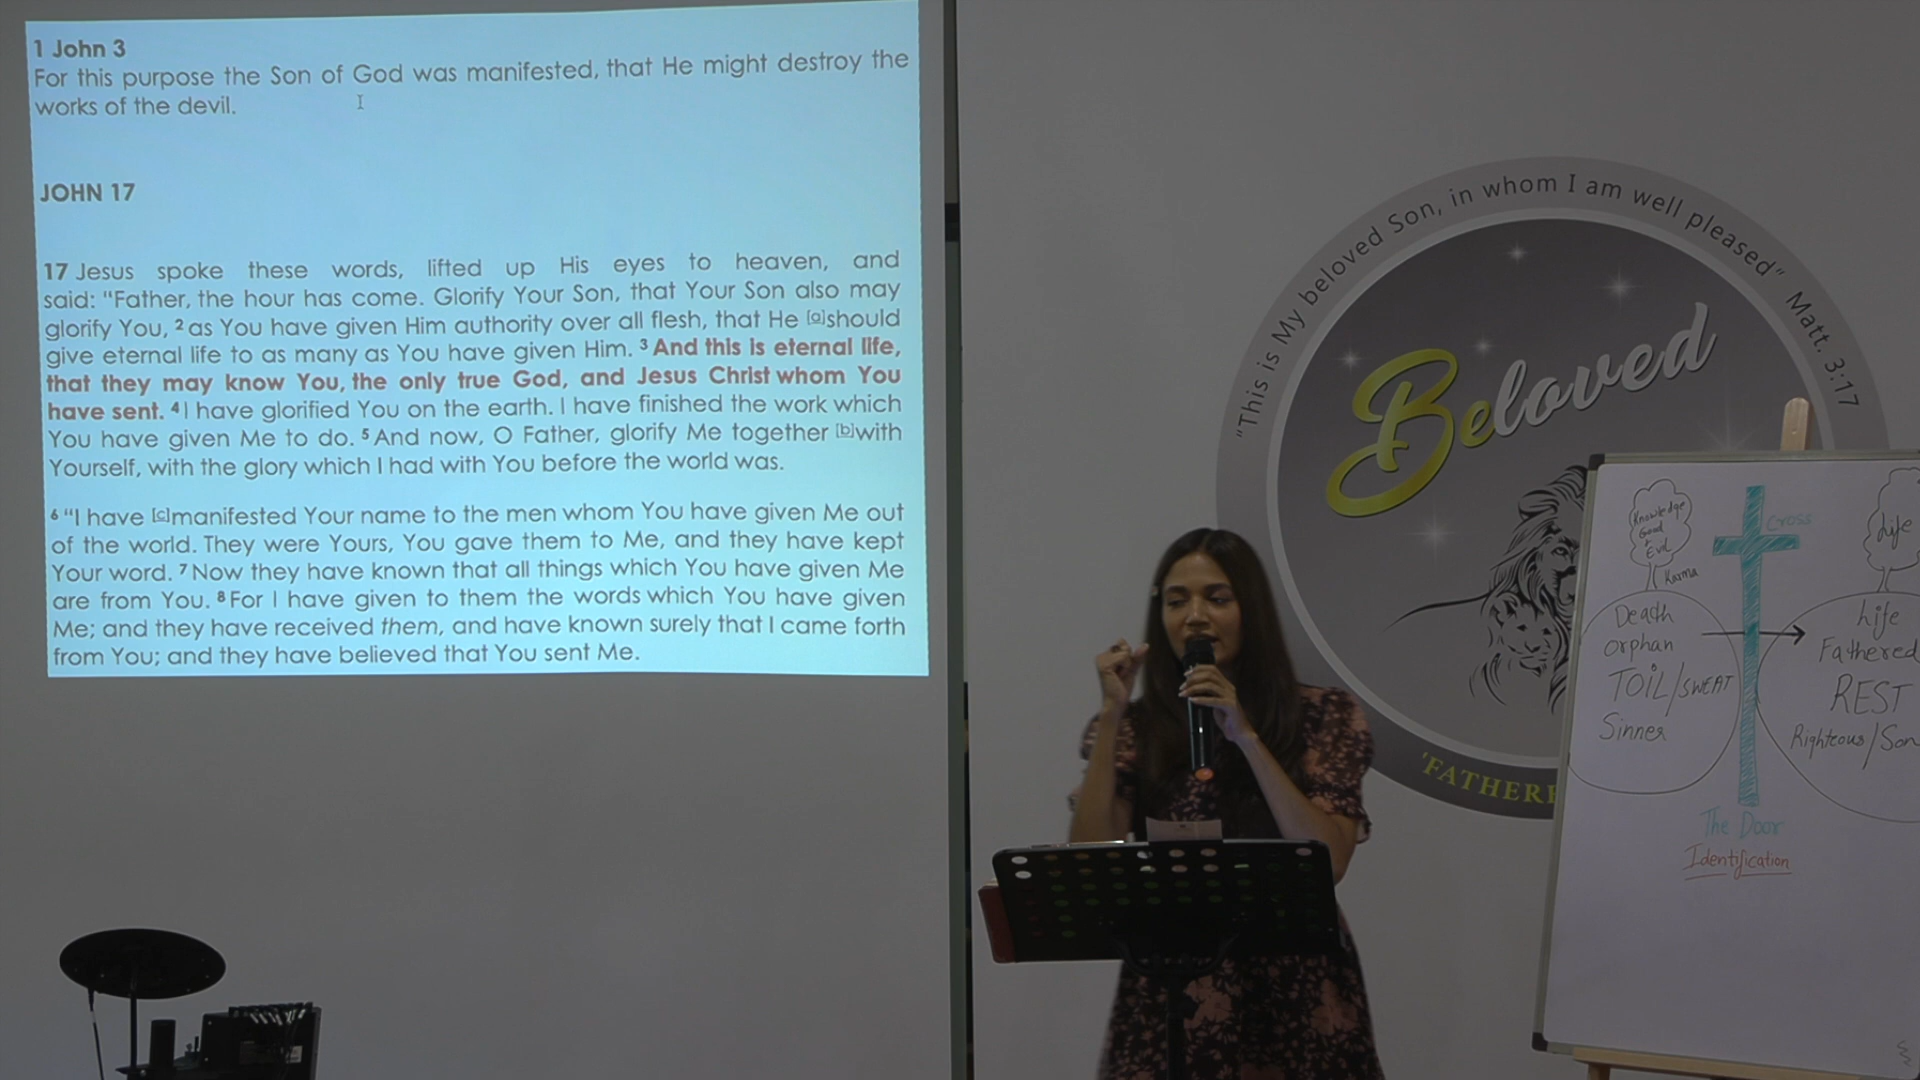 1 John 3
For this purpose the Son of God was manifested, that He might destroy the
works of the devil.
JOHN 17
17 Jesus spoke these words, lifted up His eyes to heaven, and
said: "Father, the hour has come. Glorify Your Son, that Your Son also may
glorify You, 2 as You have given Him authority over all flesh, that He [a]should
give eternal life to as many as You have given Him. 3 And this is eternal life,
that they may know You, the only true God, and Jesus Christ whom You
have sent. 4 I have glorified You on the earth. I have finished the work which
You have given Me to do. 5 And now, O Father, glorify Me together [b]with
Yourself, with the glory which I had with You before the world was.
6 "I have [c]manifested Your name to the men whom You have given Me out
of the world. They were Yours, You gave them to Me, and they have kept
Your word. 7 Now they have known that all things which You have given Me
are from You. 8 For I have given to them the words which You have given
Me; and they have received them, and have known surely that I came forth
from You; and they have believed that You sent Me.
"This is My beloved Son, in whom I am well pleased" Matt. 3:17
Beloved
Knowledge
Good
+
Evil
Karma
Death
orphan
TOiL/SWEAT
Sinner
Cross
Life
Life
Fathered
REST
Righteous/Son
The Door
Identification